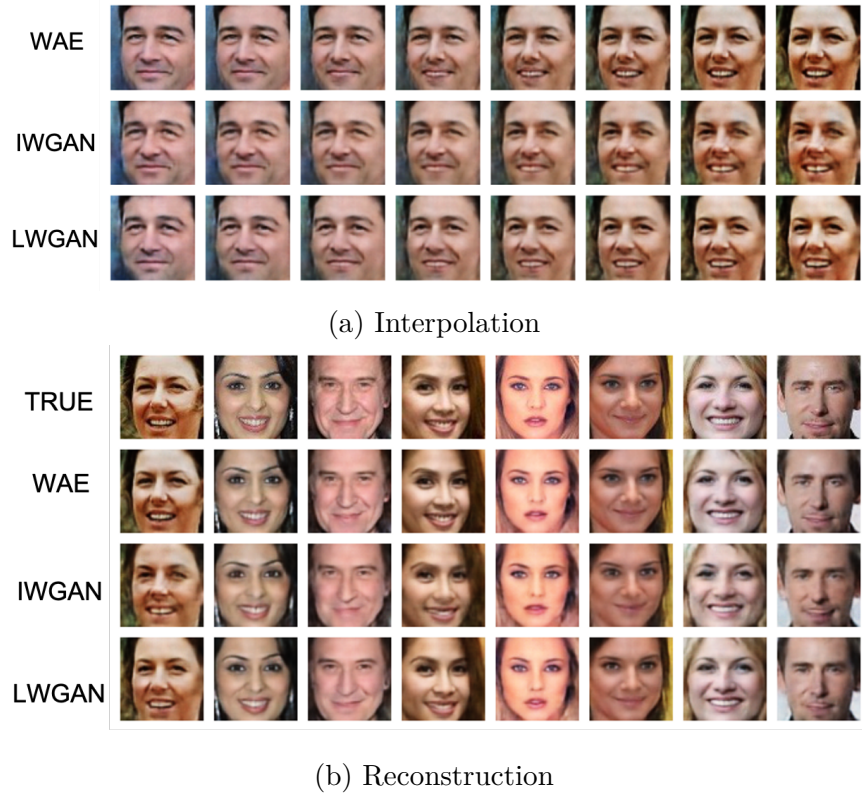 WAE
IWGAN
LWGAN
(a) Interpolation
TRUE
WAE
IWGAN
LWGAN
(b) Reconstruction